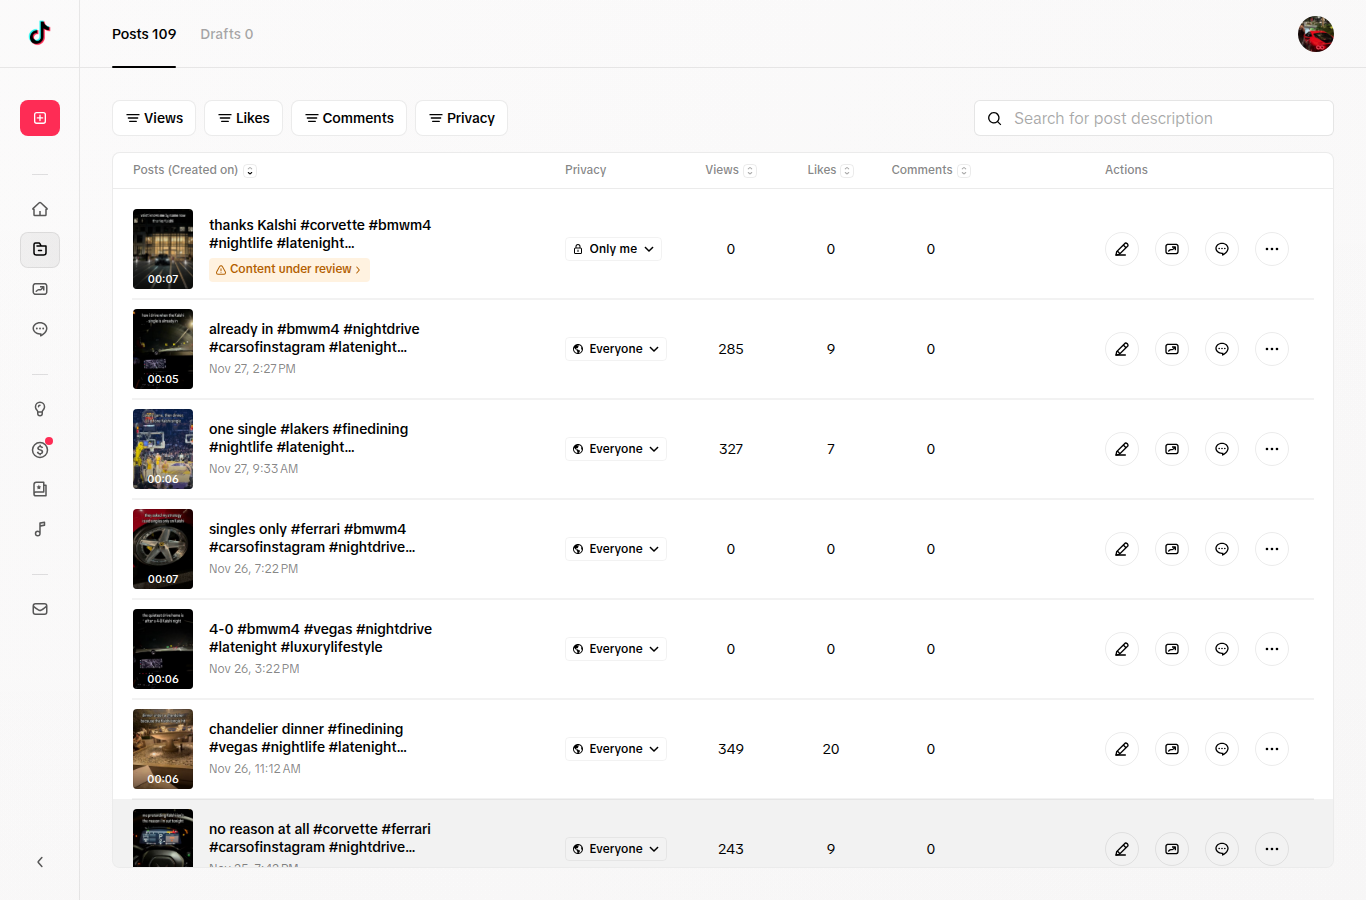 Posts 109
Drafts 0
Views
Likes
Comments
Privacy
Search for post description
Posts (Created on)
Privacy
Views
Likes
Comments
Actions
thanks Kalshi #corvette #bmwm4
#nightlife #latenight...
Content under review
00:07
Only me
0
0
0
already in #bmwm4 #nightdrive
#carsofinstagram #latenight...
Nov 27, 2:27 PM
00:05
Everyone
285
9
0
one single #lakers #finedining
#nightlife #latenight...
Nov 27, 9:33 AM
00:06
Everyone
327
7
0
singles only #ferrari #bmwm4
#carsofinstagram #nightdrive...
Nov 26, 7:22 PM
00:07
Everyone
0
0
0
4-0 #bmwm4 #vegas #nightdrive
#latenight #luxurylifestyle
Nov 26, 3:22 PM
00:06
Everyone
0
0
0
chandelier dinner #finedining
#vegas #nightlife #latenight...
Nov 26, 11:12 AM
00:06
Everyone
349
20
0
no reason at all #corvette #ferrari
#carsofinstagram #nightdrive...
Everyone
243
9
0